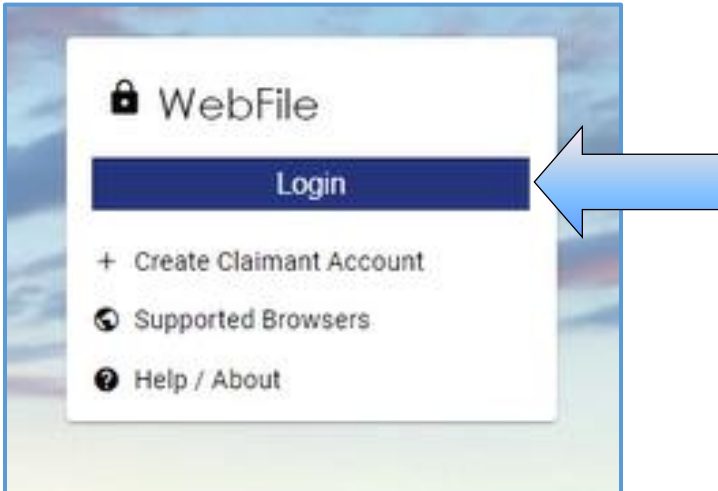 WebFile
Login
+ Create Claimant Account
Supported Browsers
Help / About